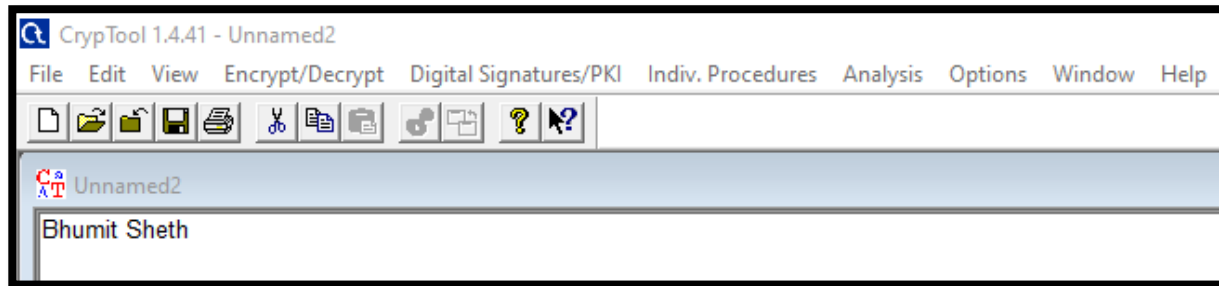 CrypTool 1.4.41 - Unnamed2
File Edit View Encrypt/Decrypt Digital Signatures/PKI Indiv. Procedures Analysis Options Window Help
Unnamed2
Bhumit Sheth